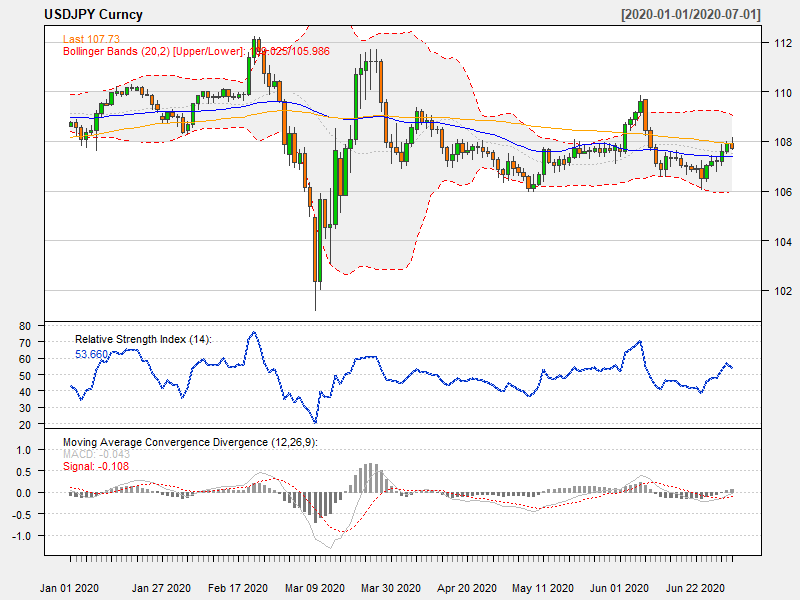 USDJPY Curncy
[2020-01-01/2020-07-01]
Last 107.73
Bollinger Bands (20,2) [Upper/Lower]: 109.025/105.986
112
110
108
106
104
102
Relative Strength Index (14):
53.660
80
70
60
50
40
30
20
Moving Average Convergence Divergence (12,26,9):
MACD: -0.043
Signal: -0.108
1.0
0.5
0.0
-0.5
-1.0
Jan 01 2020 Jan 27 2020 Feb 17 2020 Mar 09 2020 Mar 30 2020 Apr 20 2020 May 11 2020 Jun 01 2020 Jun 22 2020